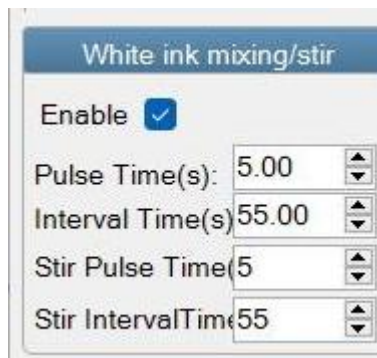 White ink mixing/stir
Enable
Pulse Time(s): 5.00
Interval Time(s) 55.00
Stir Pulse Time( 5
Stir IntervalTime 55